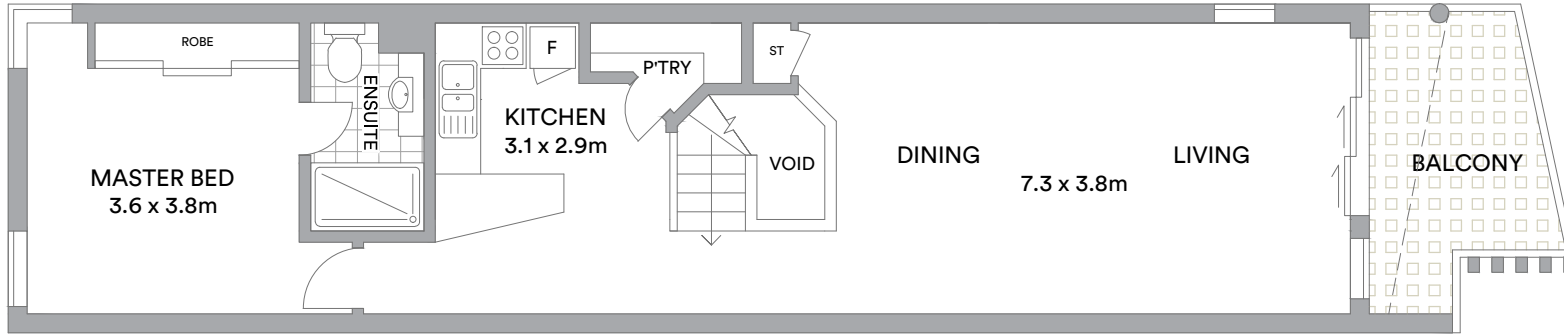 ROBE
MASTER BED
3.6 x 3.8m
ENSUITE
F
KITCHEN
3.1 x 2.9m
P'TRY
ST
VOID
DINING
LIVING
7.3 x 3.8m
BALCONY